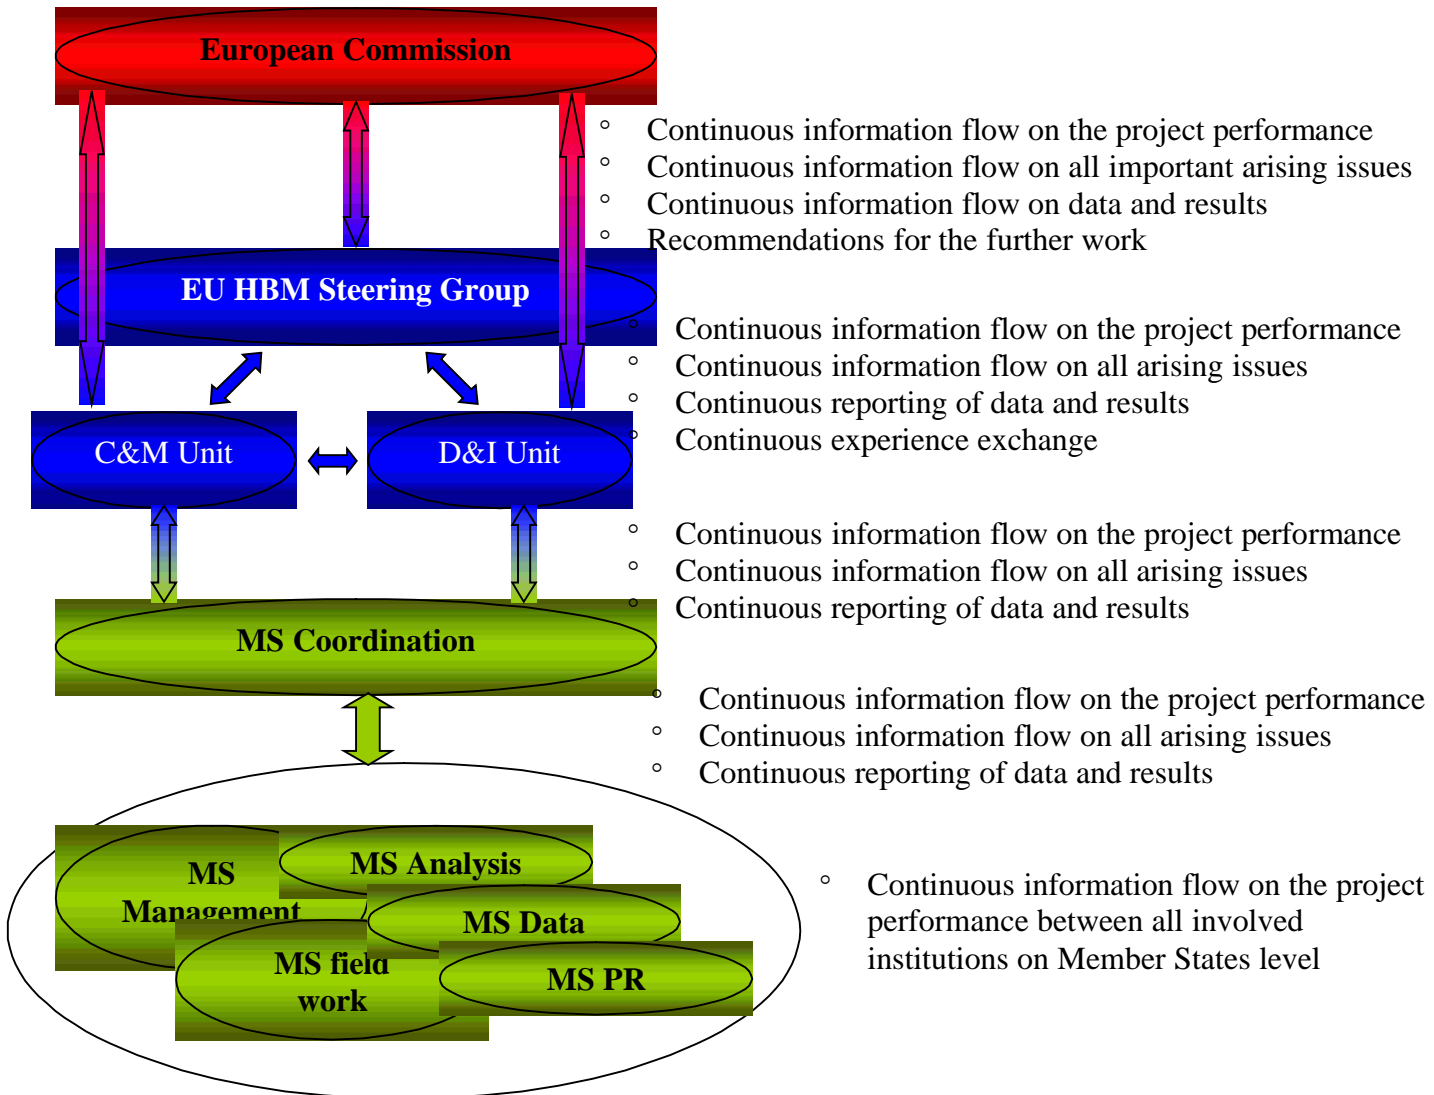 European Commission
° Continuous information flow on the project performance
° Continuous information flow on all important arising issues
° Continuous information flow on data and results
° Recommendations for the further work
EU HBM Steering Group
° Continuous information flow on the project performance
° Continuous information flow on all arising issues
° Continuous reporting of data and results
° Continuous experience exchange
C&M Unit
D&I Unit
° Continuous information flow on the project performance
° Continuous information flow on all arising issues
° Continuous reporting of data and results
MS Coordination
° Continuous information flow on the project performance
° Continuous information flow on all arising issues
° Continuous reporting of data and results
MS
Management
MS Analysis
MS Data
MS field
work
MS PR
° Continuous information flow on the project
performance between all involved
institutions on Member States level